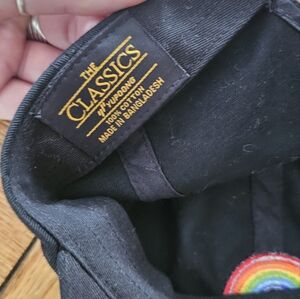 THE
CLASSICS
BY YUPOONG
100% COTTON
MADE IN BANGLADESH